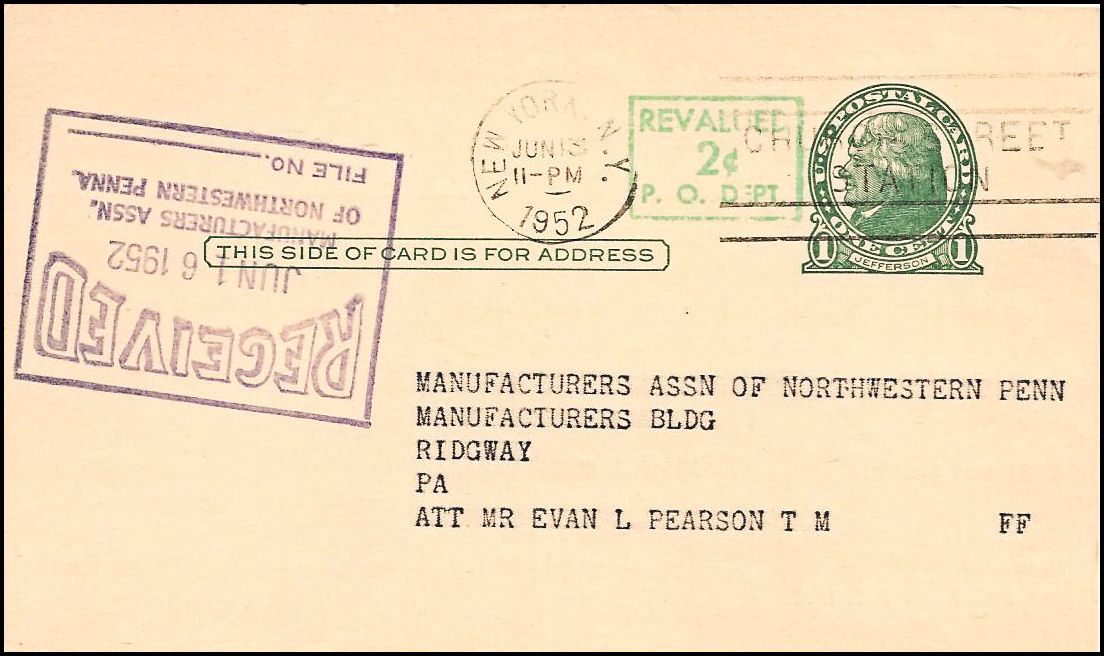 NEW YORK, N.Y.
JUN 13
11-PM
1952
REVALUED
2¢
P. O. DEPT.
CHURCH STREET
STATION
U.S. POSTAL CARD
ONE CENT
1 JEFFERSON 1
THIS SIDE OF CARD IS FOR ADDRESS
RECEIVED
JUN 16 1952
MANUFACTURERS ASSN.
OF NORTHWESTERN PENNA.
FILE NO.
MANUFACTURERS ASSN OF NORTHWESTERN PENN
MANUFACTURERS BLDG
RIDGWAY
PA
ATT MR EVAN L PEARSON T M FF